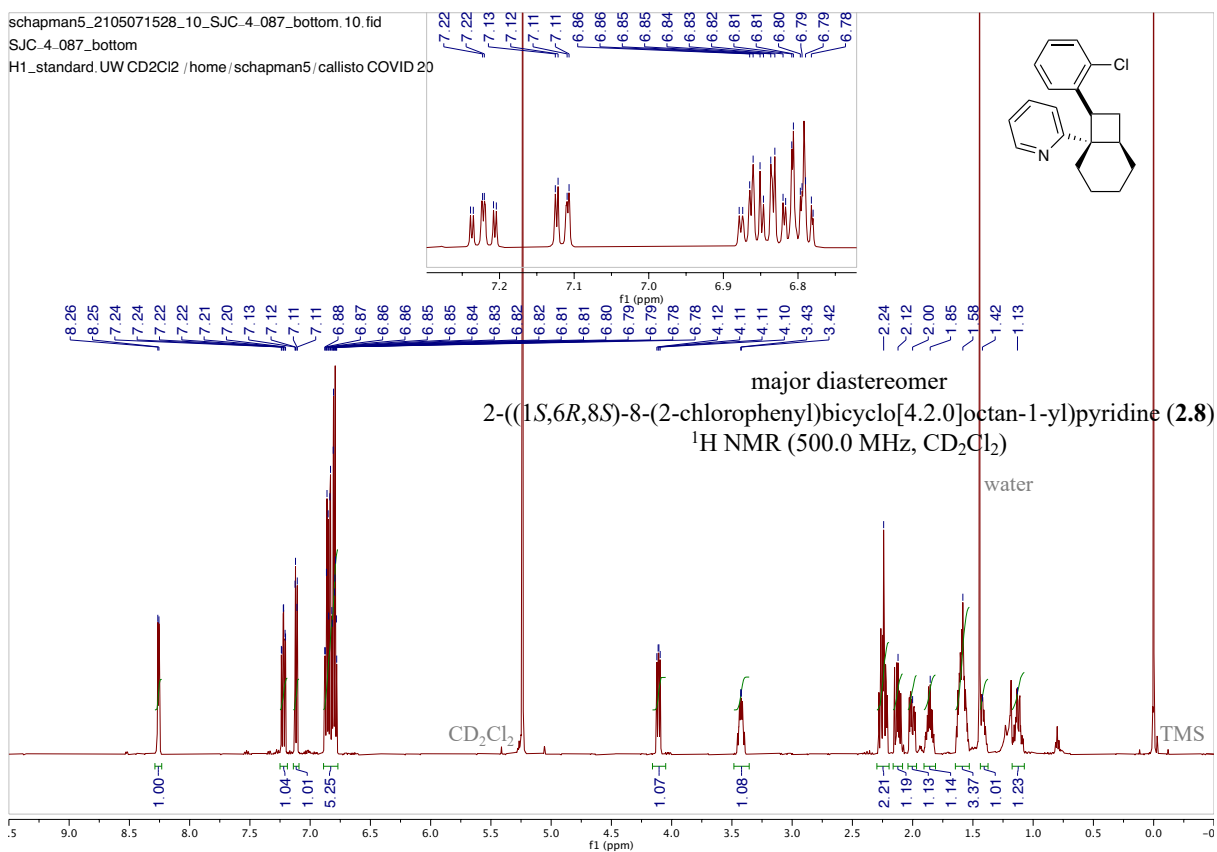 schapman5_2105071528_10_SJC_4_087_bottom.10.fid
SJC_4_087_bottom
H1_standard.UW CD2Cl2 /home/schapman5/callisto COVID 20
7.22 7.22 7.13 7.12 7.11 7.11 6.86 6.86 6.85 6.85 6.84 6.83 6.82 6.81 6.81 6.80 6.79 6.79 6.78
Cl
N
7.2 7.1 7.0 6.9 6.8
f1 (ppm)
8.26 8.25 7.24 7.24 7.22 7.22 7.21 7.20 7.13 7.12 7.11 7.11 6.88 6.87 6.86 6.86 6.85 6.85 6.84 6.83 6.82 6.82 6.81 6.81 6.80 6.79 6.79 6.78 6.78 4.12 4.11 4.11 4.10 3.43 3.42 2.24 2.12 2.00 1.85 1.58 1.42 1.13
major diastereomer
2-((1S,6R,8S)-8-(2-chlorophenyl)bicyclo[4.2.0]octan-1-yl)pyridine (2.8)
¹H NMR (500.0 MHz, CD₂Cl₂)
water
CD₂Cl₂
TMS
1.00 1.04 1.01 5.25 1.07 1.08 2.21 1.19 1.13 1.14 3.37 1.01 1.23
.5 9.0 8.5 8.0 7.5 7.0 6.5 6.0 5.5 5.0 4.5 4.0 3.5 3.0 2.5 2.0 1.5 1.0 0.5 0.0 -0
f1 (ppm)